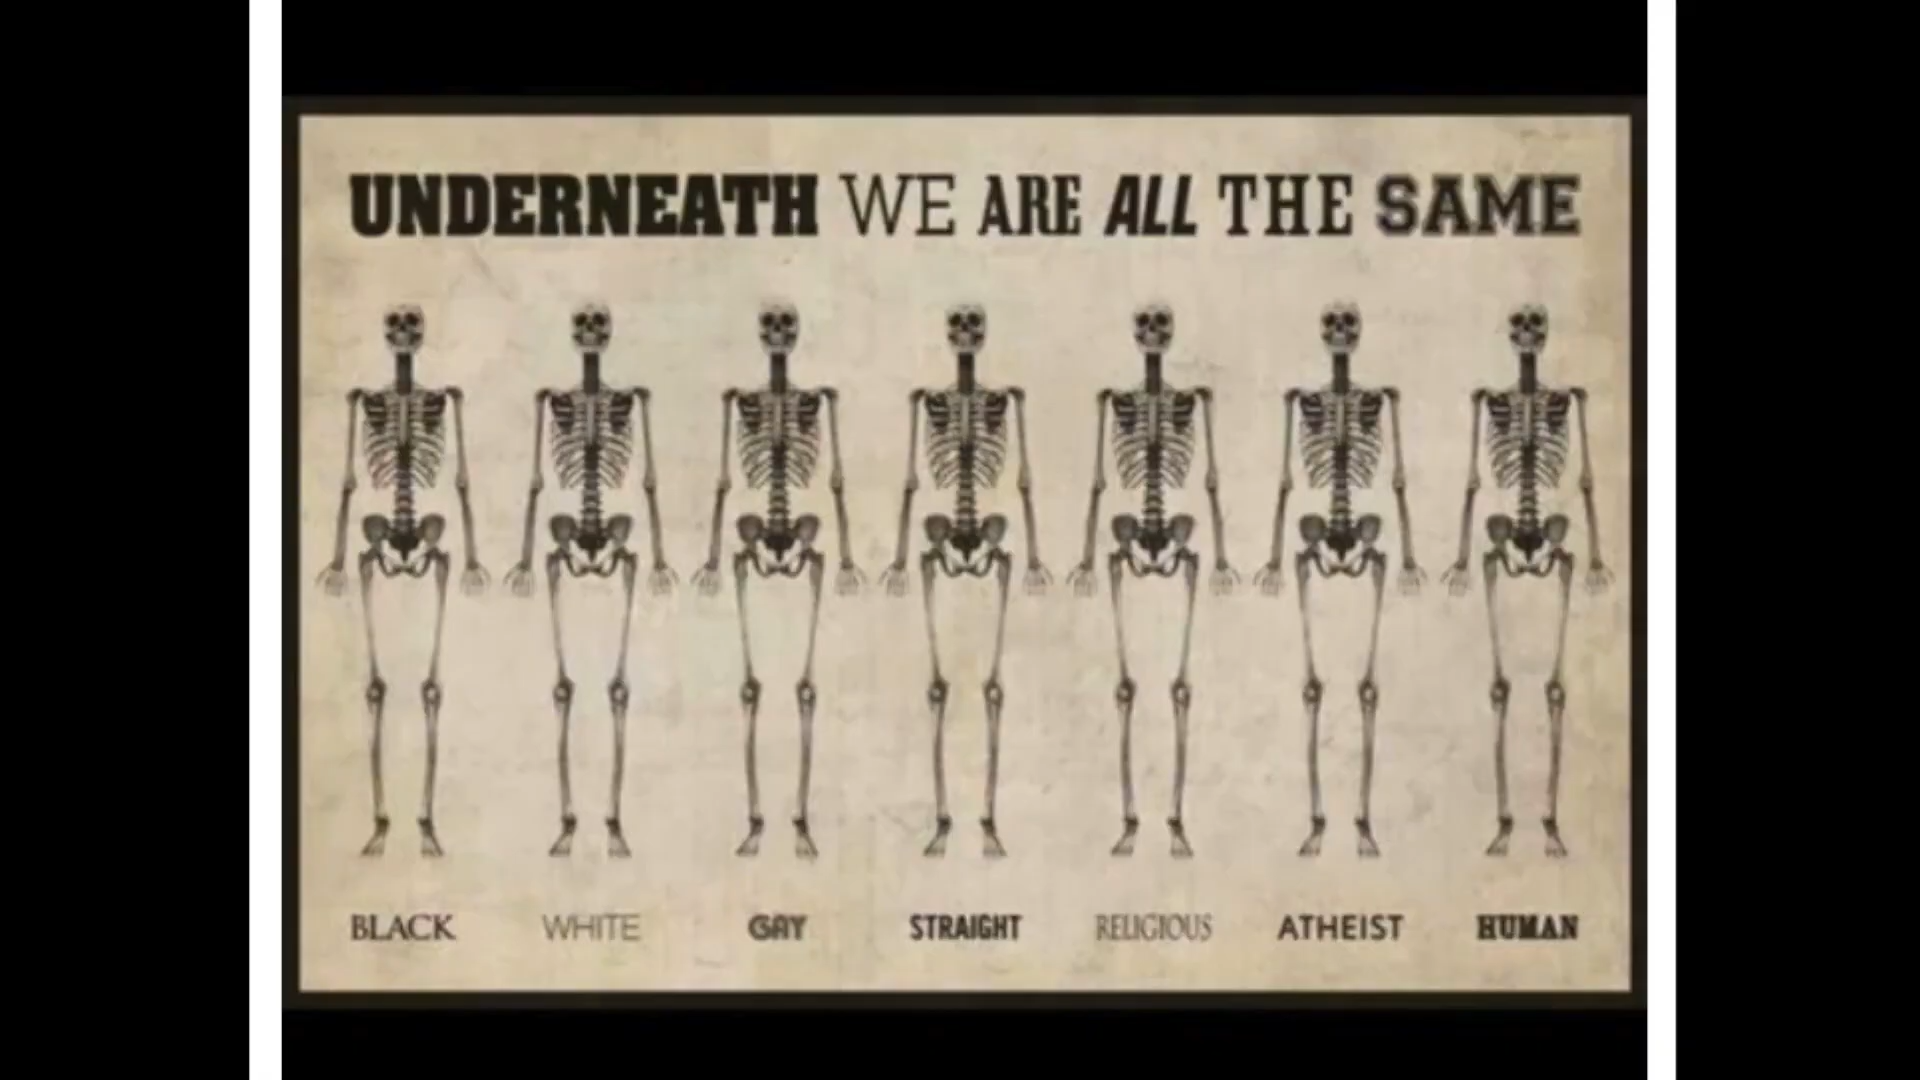 UNDERNEATH WE ARE ALL THE SAME
BLACK WHITE GAY STRAIGHT RELIGIOUS ATHEIST HUMAN